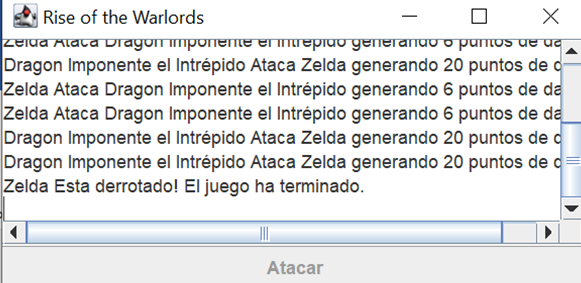 Rise of the Warlords
Zelda Ataca Dragon Imponente el Intrépido generando 6 puntos de da
Dragon Imponente el Intrépido Ataca Zelda generando 20 puntos de d
Zelda Ataca Dragon Imponente el Intrépido generando 6 puntos de da
Zelda Ataca Dragon Imponente el Intrépido generando 6 puntos de da
Dragon Imponente el Intrépido Ataca Zelda generando 20 puntos de d
Dragon Imponente el Intrépido Ataca Zelda generando 20 puntos de d
Zelda Esta derrotado! El juego ha terminado.
Atacar